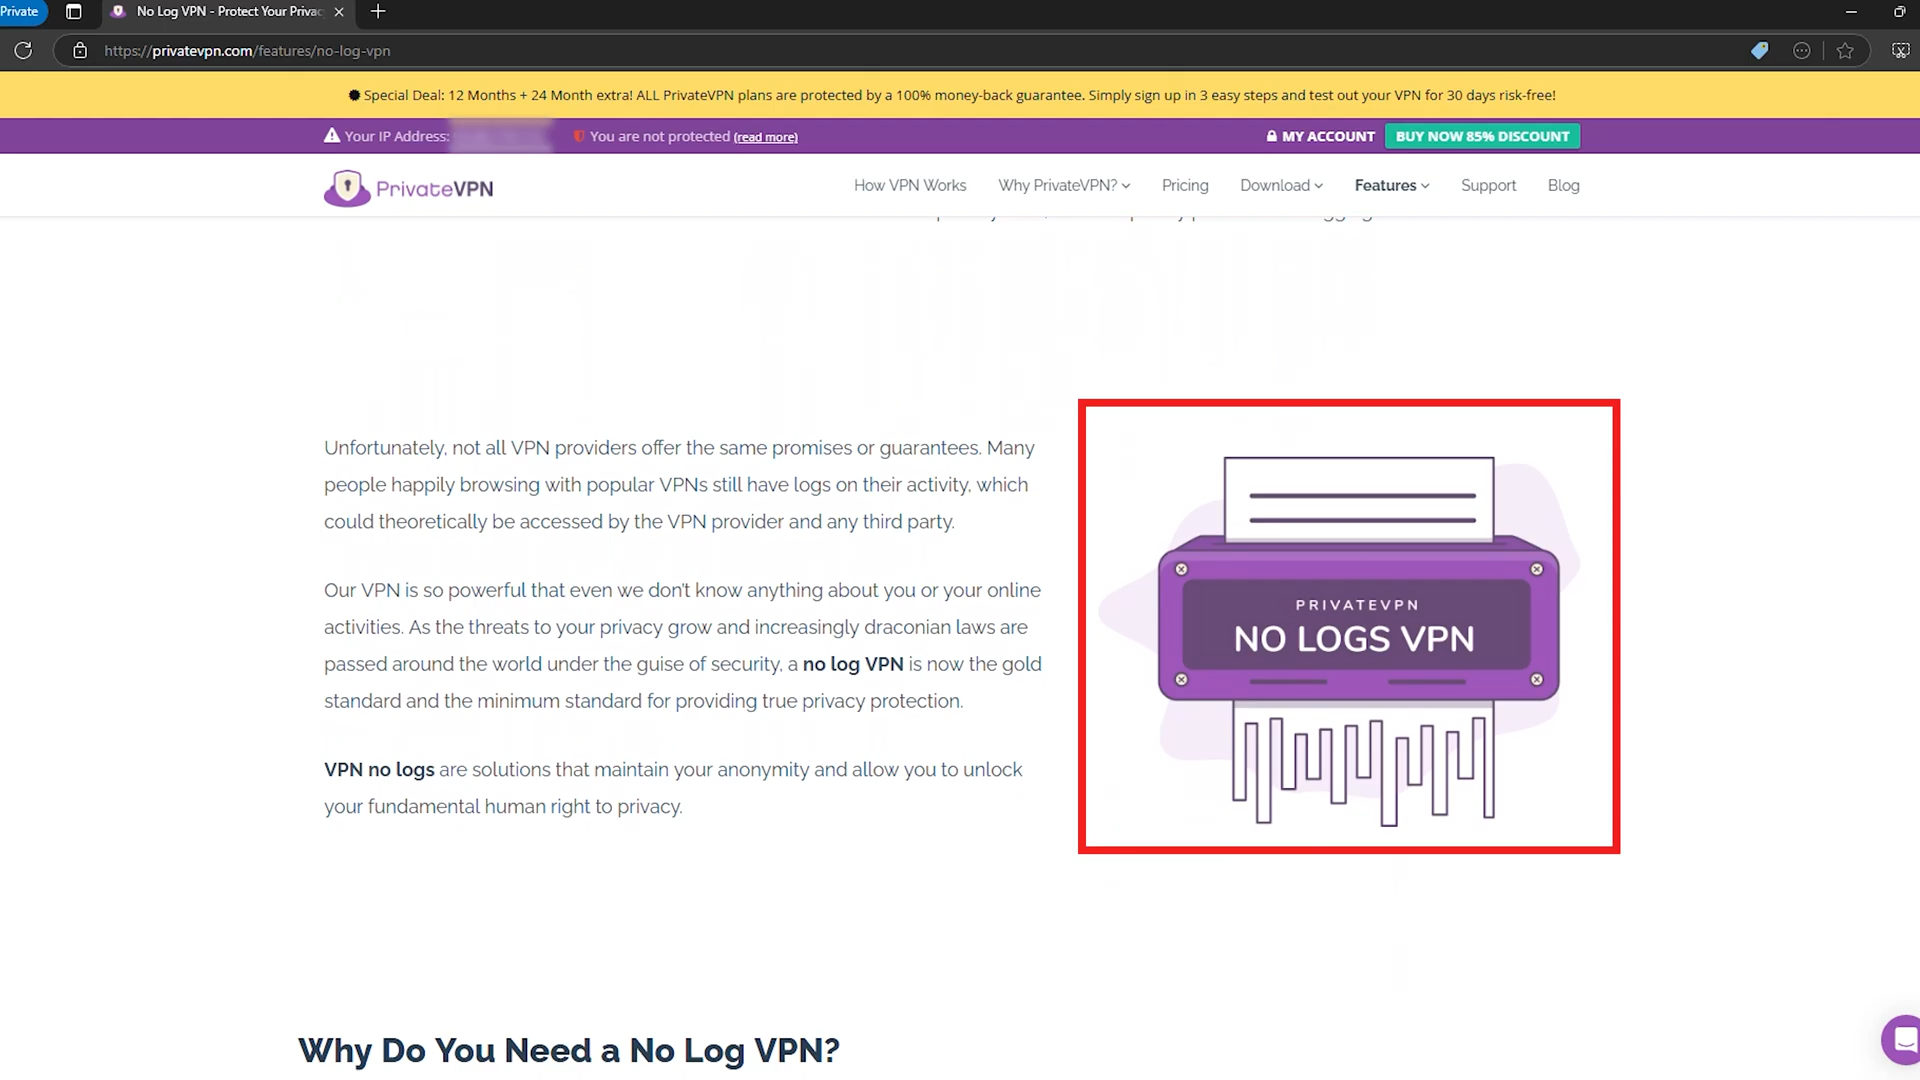 Private
No Log VPN - Protect Your Privac
https://privatevpn.com/features/no-log-vpn
Special Deal: 12 Months + 24 Month extra! ALL PrivateVPN plans are protected by a 100% money-back guarantee. Simply sign up in 3 easy steps and test out your VPN for 30 days risk-free!
Your IP Address:
You are not protected (read more)
MY ACCOUNT
BUY NOW 85% DISCOUNT
PrivateVPN
How VPN Works
Why PrivateVPN?
Pricing
Download
Features
Support
Blog
Unfortunately, not all VPN providers offer the same promises or guarantees. Many
people happily browsing with popular VPNs still have logs on their activity, which
could theoretically be accessed by the VPN provider and any third party.
Our VPN is so powerful that even we don't know anything about you or your online
activities. As the threats to your privacy grow and increasingly draconian laws are
passed around the world under the guise of security, a no log VPN is now the gold
standard and the minimum standard for providing true privacy protection.
VPN no logs are solutions that maintain your anonymity and allow you to unlock
your fundamental human right to privacy.
PRIVATEVPN
NO LOGS VPN
Why Do You Need a No Log VPN?